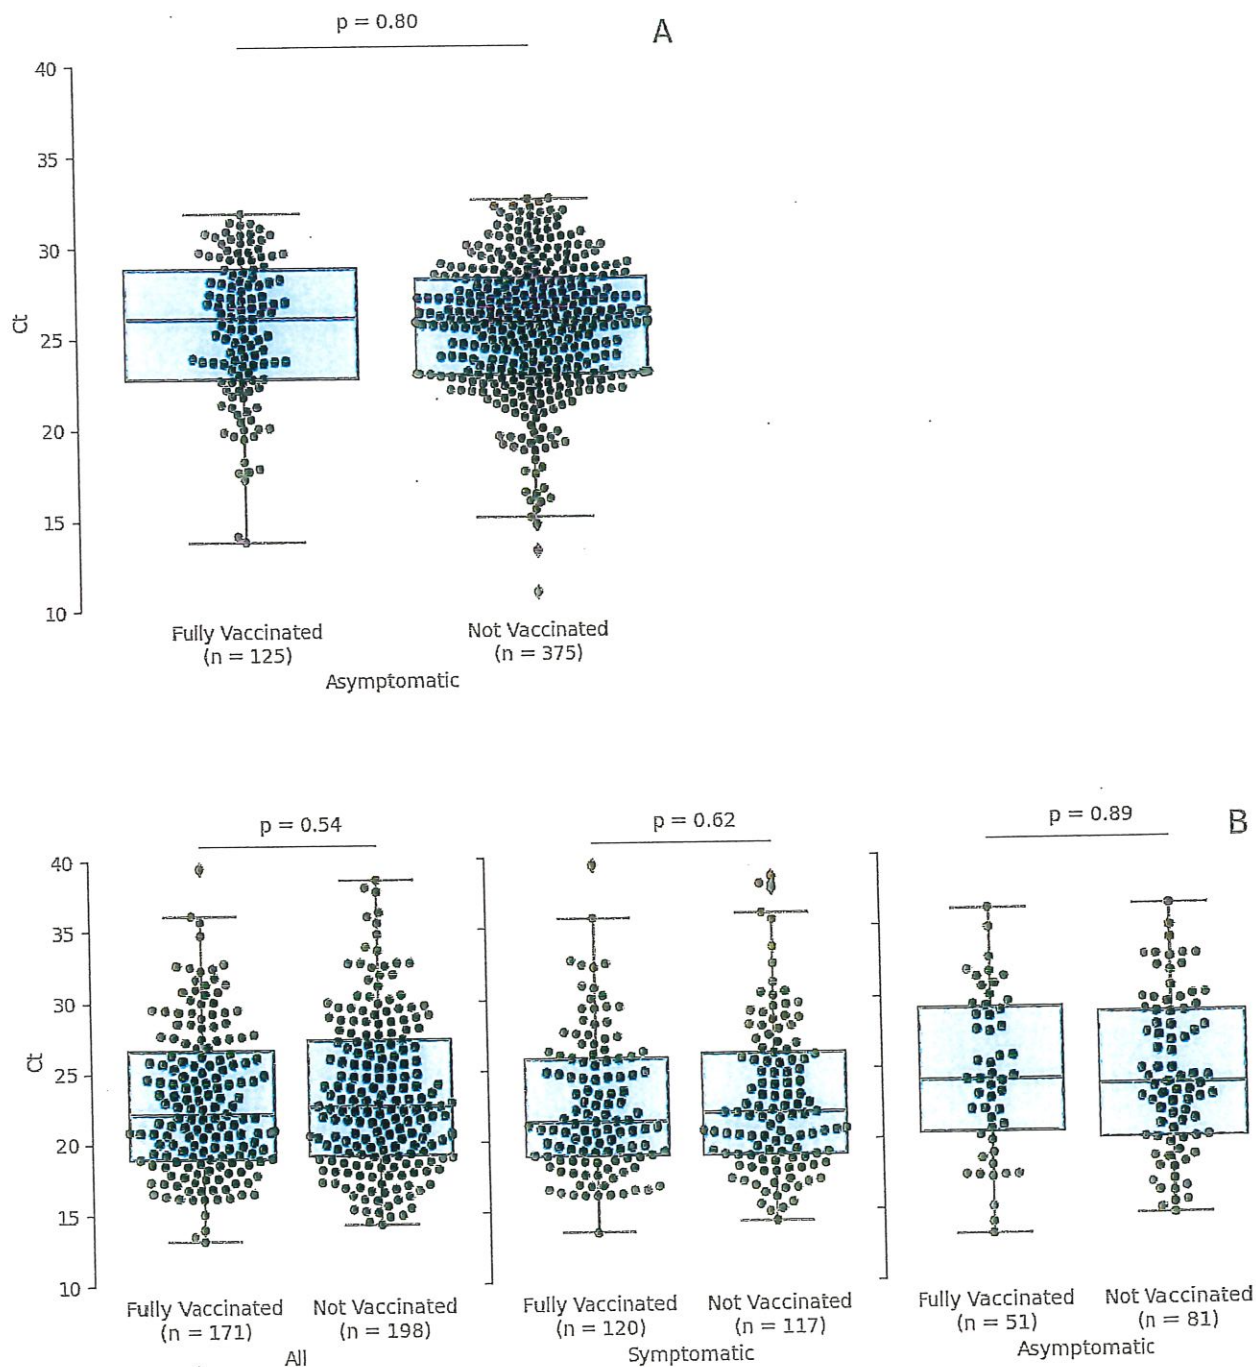 p = 0.80
A
40
35
30
25
20
15
10
Ct
Fully Vaccinated
(n = 125)
Not Vaccinated
(n = 375)
Asymptomatic
p = 0.54
p = 0.62
p = 0.89
B
40
35
30
25
20
15
10
Ct
Fully Vaccinated
(n = 171)
Not Vaccinated
(n = 198)
All
Fully Vaccinated
(n = 120)
Not Vaccinated
(n = 117)
Symptomatic
Fully Vaccinated
(n = 51)
Not Vaccinated
(n = 81)
Asymptomatic